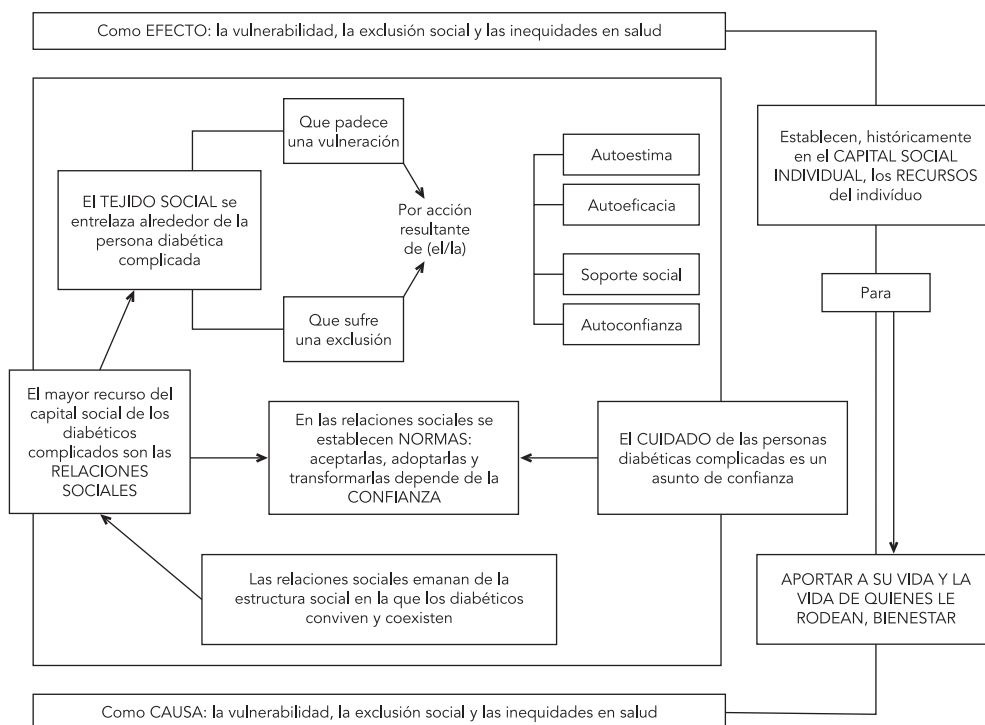 Como EFECTO: la vulnerabilidad, la exclusión social y las inequidades en salud
Que padece
una vulneración
El TEJIDO SOCIAL se
entrelaza alrededor de la
persona diabética
complicada
Por acción
resultante
de (el/la)
Que sufre
una exclusión
Autoestima
Autoeficacia
Soporte social
Autoconfianza
Establecen, históricamente
en el CAPITAL SOCIAL
INDIVIDUAL, los RECURSOS
del indivíduo
Para
El mayor recurso del
capital social de los
diabéticos
complicados son las
RELACIONES
SOCIALES
En las relaciones sociales se
establecen NORMAS:
aceptarlas, adoptarlas y
transformarlas depende de la
CONFIANZA
El CUIDADO de las personas
diabéticas complicadas es un
asunto de confianza
Las relaciones sociales emanan de la
estructura social en la que los diabéticos
conviven y coexisten
APORTAR A SU VIDA Y LA
VIDA DE QUIENES LE
RODEAN, BIENESTAR
Como CAUSA: la vulnerabilidad, la exclusión social y las inequidades en salud